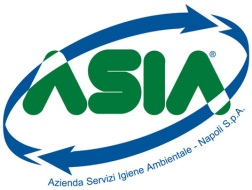 ASIA®
Azienda Servizi Igiene Ambientale - Napoli S.p.A.